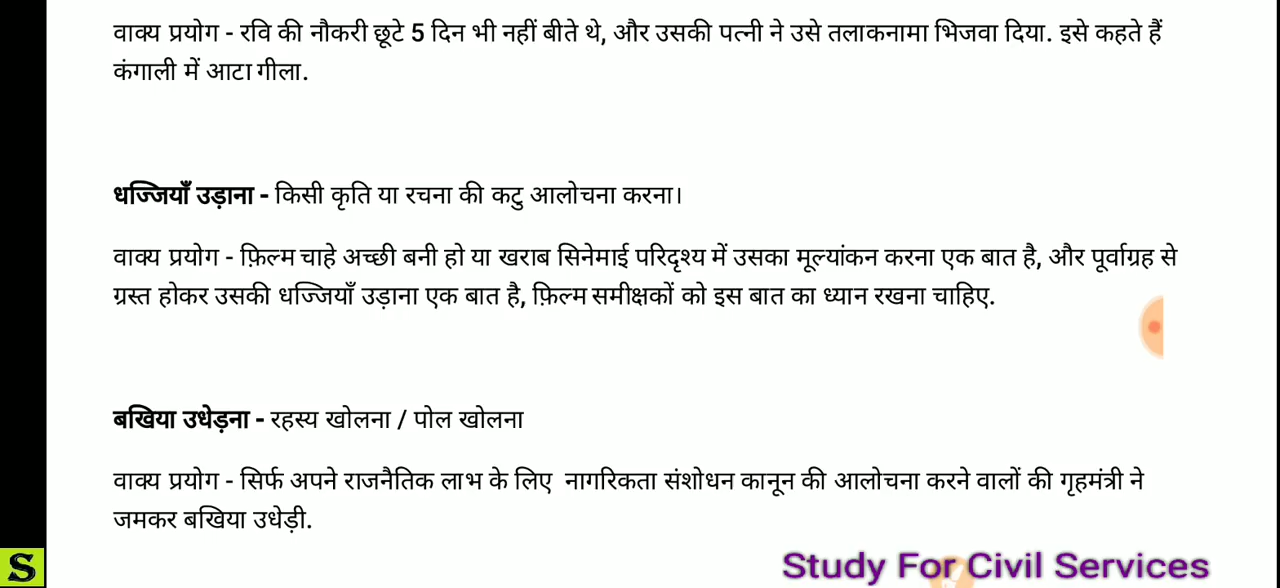 वाक्य प्रयोग - रवि की नौकरी छूटे 5 दिन भी नहीं बीते थे, और उसकी पत्नी ने उसे तलाकनामा भिजवा दिया. इसे कहते हैं
कंगाली में आटा गीला.
धज्जियाँ उड़ाना - किसी कृति या रचना की कटु आलोचना करना।
वाक्य प्रयोग - फ़िल्म चाहे अच्छी बनी हो या खराब सिनेमाई परिदृश्य में उसका मूल्यांकन करना एक बात है, और पूर्वाग्रह से
ग्रस्त होकर उसकी धज्जियाँ उड़ाना एक बात है, फ़िल्म समीक्षकों को इस बात का ध्यान रखना चाहिए.
बखिया उधेड़ना - रहस्य खोलना / पोल खोलना
वाक्य प्रयोग - सिर्फ अपने राजनैतिक लाभ के लिए नागरिकता संशोधन कानून की आलोचना करने वालों की गृहमंत्री ने
जमकर बखिया उधेड़ी.
S
Study For Civil Services